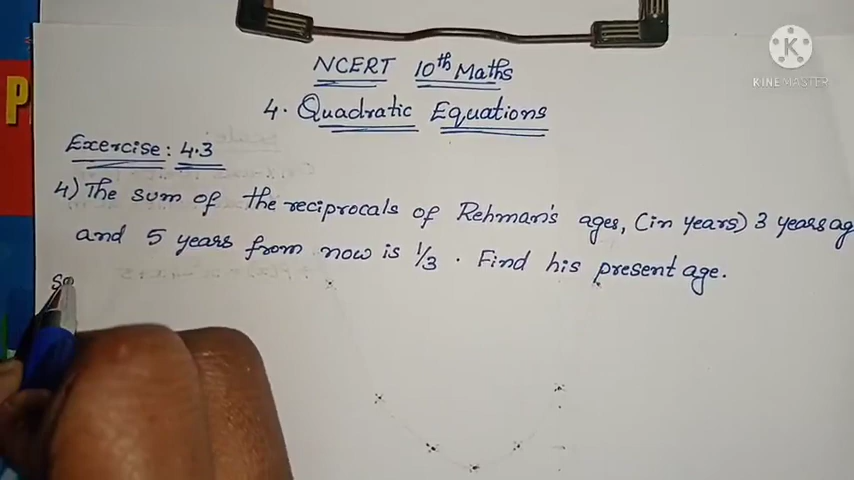 NCERT 10th Maths
4. Quadratic Equations
Exercise: 4.3
4) The sum of the reciprocals of Rehman's ages, (in years) 3 years ag
and 5 years from now is 1/3. Find his present age.
So
K
KINEMASTER
P